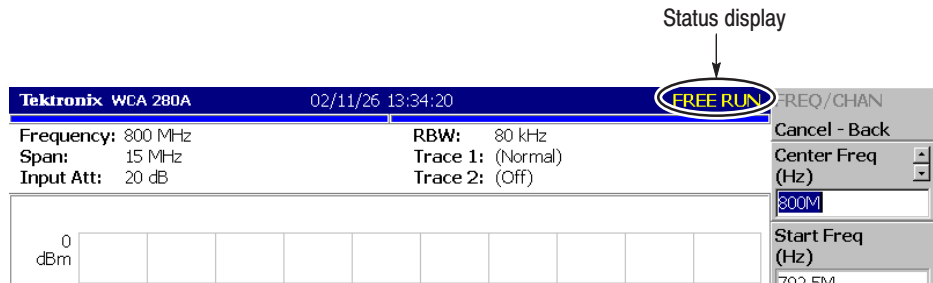 Status display
Tektronix WCA 280A 02/11/26 13:34:20 FREE RUN FREQ/CHAN
Cancel - Back
Frequency: 800 MHz RBW: 80 kHz
Span: 15 MHz Trace 1: (Normal)
Input Att: 20 dB Trace 2: (Off)
Center Freq
(Hz)
800M
0
dBm
Start Freq
(Hz)